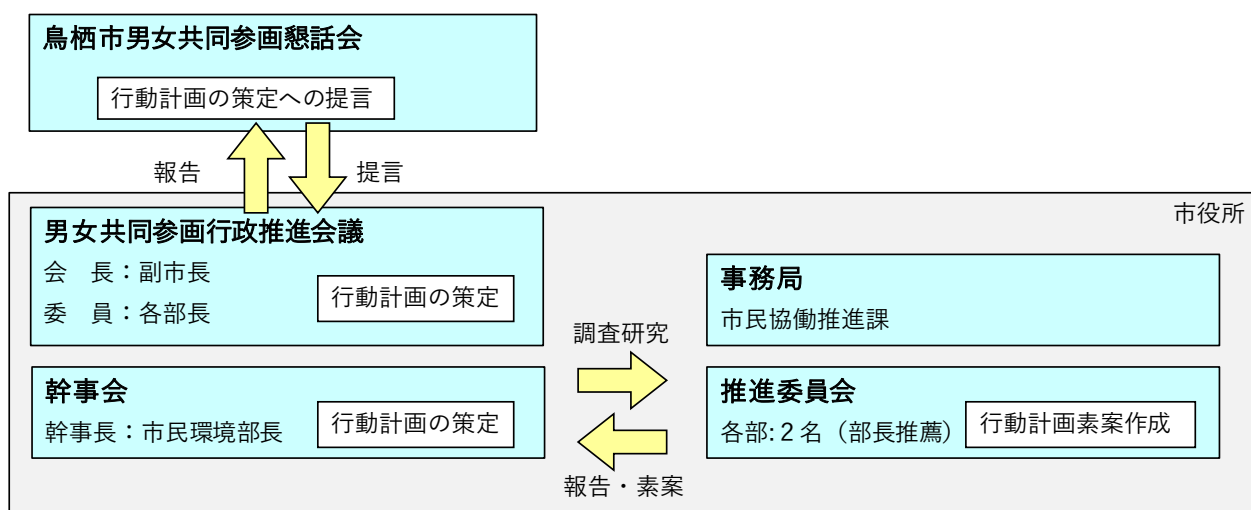 鳥栖市男女共同参画懇話会
行動計画の策定への提言
報告
提言
市役所
男女共同参画行政推進会議
会　長：副市長
委　員：各部長
行動計画の策定
事務局
市民協働推進課
調査研究
幹事会
幹事長：市民環境部長
行動計画の策定
推進委員会
各部:２名（部長推薦）
行動計画素案作成
報告・素案